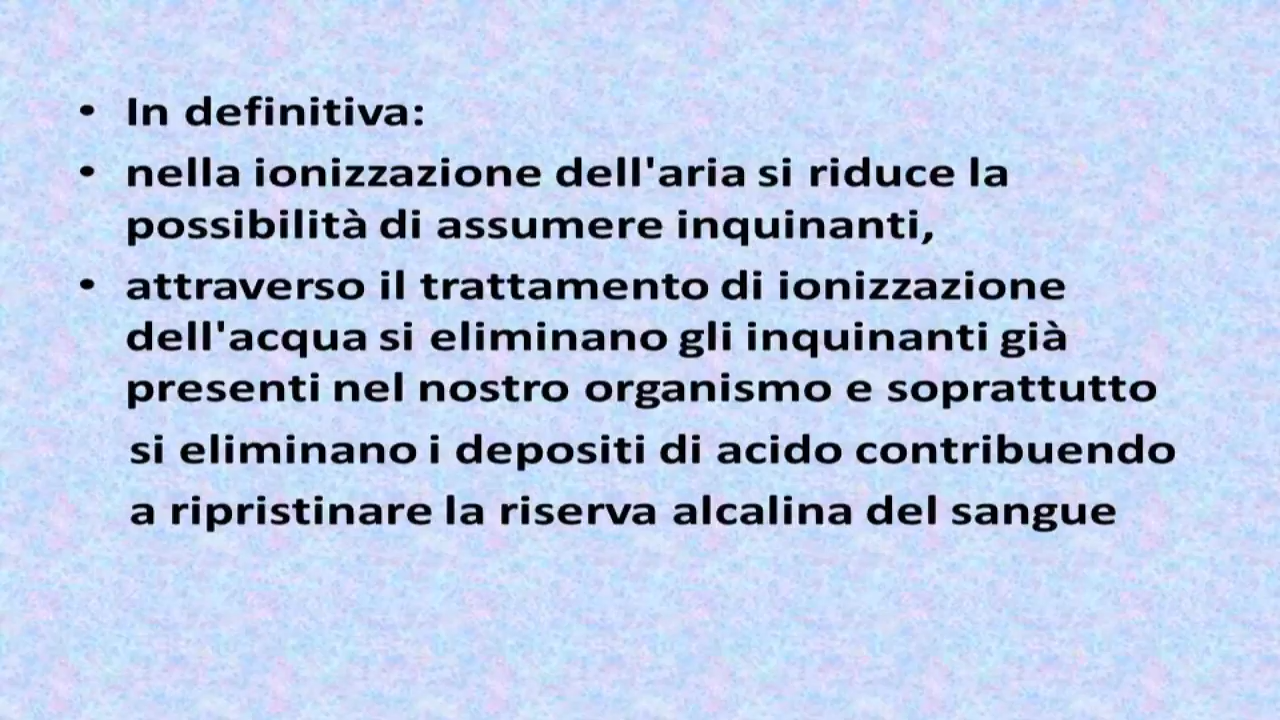 • In definitiva:
• nella ionizzazione dell'aria si riduce la
possibilità di assumere inquinanti,
• attraverso il trattamento di ionizzazione
dell'acqua si eliminano gli inquinanti già
presenti nel nostro organismo e soprattutto
si eliminano i depositi di acido contribuendo
a ripristinare la riserva alcalina del sangue